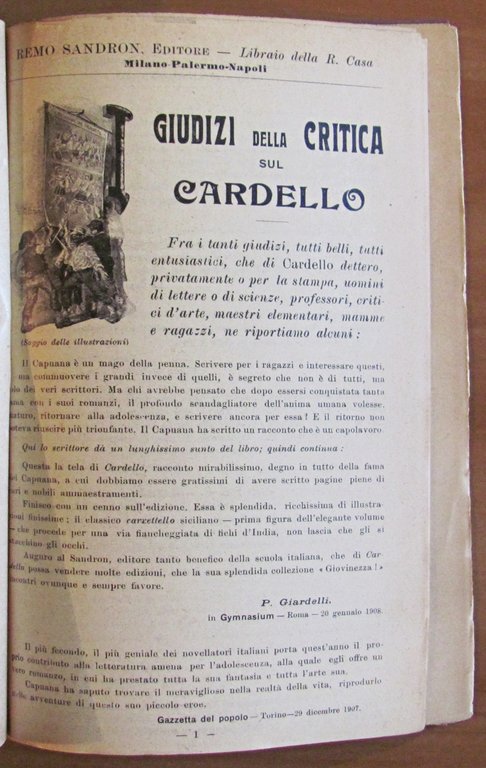 REMO SANDRON, EDITORE — Libraio della R. Casa
Milano-Palermo-Napoli
GIUDIZI DELLA CRITICA
SUL
CARDELLO
Fra i tanti giudizi, tutti belli, tutti
entusiastici, che di Cardello dettero,
privatamente o per la stampa, uomini
di lettere o di scienze, professori, criti-
ci d'arte, maestri elementari, mamme
e ragazzi, ne riportiamo alcuni :
(Saggio delle illustrazioni)
Il Capuana è un mago della penna. Scrivere per i ragazzi e interessare questi,
ma commuovere i grandi invece di quelli, è segreto che non è di tutti, ma
dei veri scrittori. Ma chi avrebbe pensato che dopo essersi conquistata tanta
con i suoi romanzi, il profondo scandagliatore dell'anima umana volesse,
ritornare alla adolescenza, e scrivere ancora per essa! E il ritorno non
riuscire più trionfante. Il Capuana ha scritto un racconto che è un capolavoro
Qui lo scrittore dà un lunghissimo sunto del libro; quindi continua :
Questa la tela di Cardello, racconto mirabilissimo, degno in tutto della fama
del Capuana, a cui dobbiamo essere gratissimi di avere scritto pagine piene di
e nobili ammaestramenti.
Finisco con un cenno sull'edizione. Essa è splendida, ricchissima di illustra-
finissime; il classico carrettello siciliano — prima figura dell'elegante volume
— che procede per una via fiancheggiata di fichi d'India, non lascia che gli si
gli occhi.
Auguro al Sandron, editore tanto benefico della scuola italiana, che di Car-
possa vendere molte edizioni, che la sua splendida collezione « Giovinezza! »
incontri ovunque e sempre favore.
P. Giardelli.
in Gymnasium — Roma — 20 gennaio 1908.
Il più fecondo, il più geniale dei novellatori italiani porta quest'anno il pro-
prio contributo alla letteratura amena per l'adolescenza, alla quale egli offre un
vero romanzo, in cui ha prestato tutta la sua fantasia e tutta l'arte sua.
Capuana ha saputo trovare il meraviglioso nella realtà della vita, riprodurlo
nelle avventure di questo suo piccolo eroe.
Gazzetta del popolo — Torino—29 dicembre 1907.
— 1 —